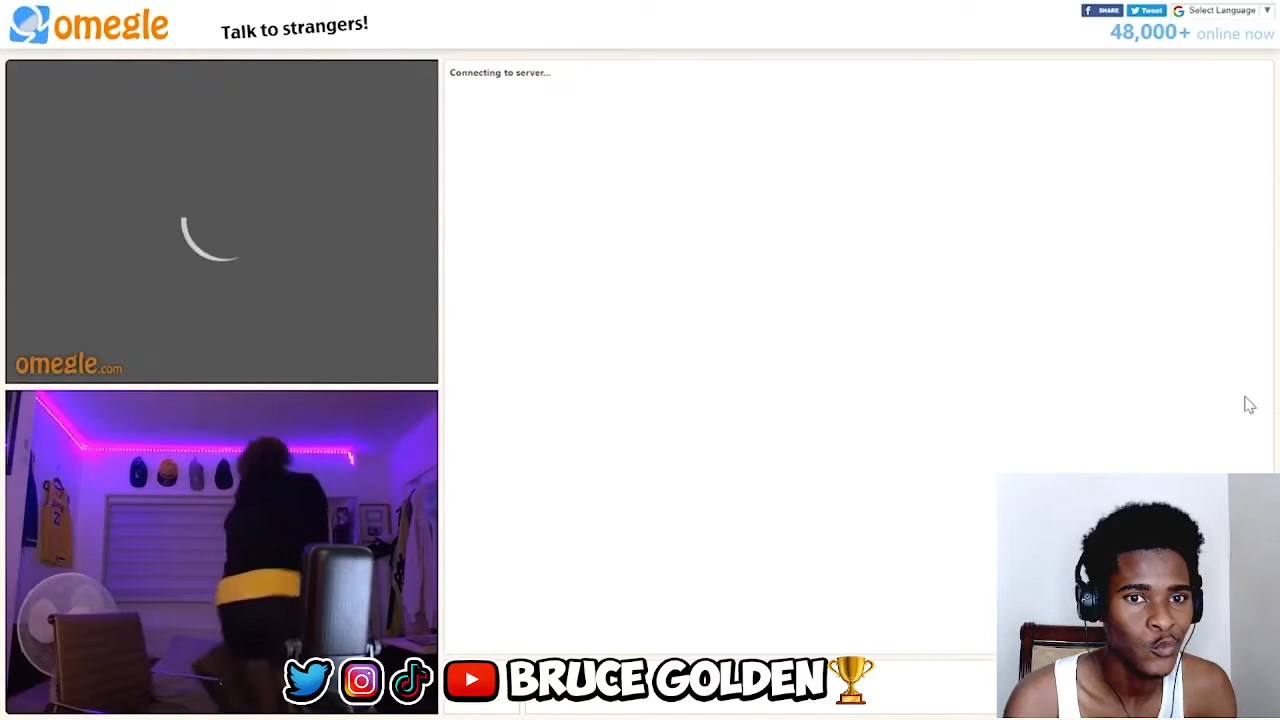 omegle
Talk to strangers!
f SHARE
Tweet
G Select Language ▼
48,000+ online now
Connecting to server...
omegle.com
BRUCE GOLDEN